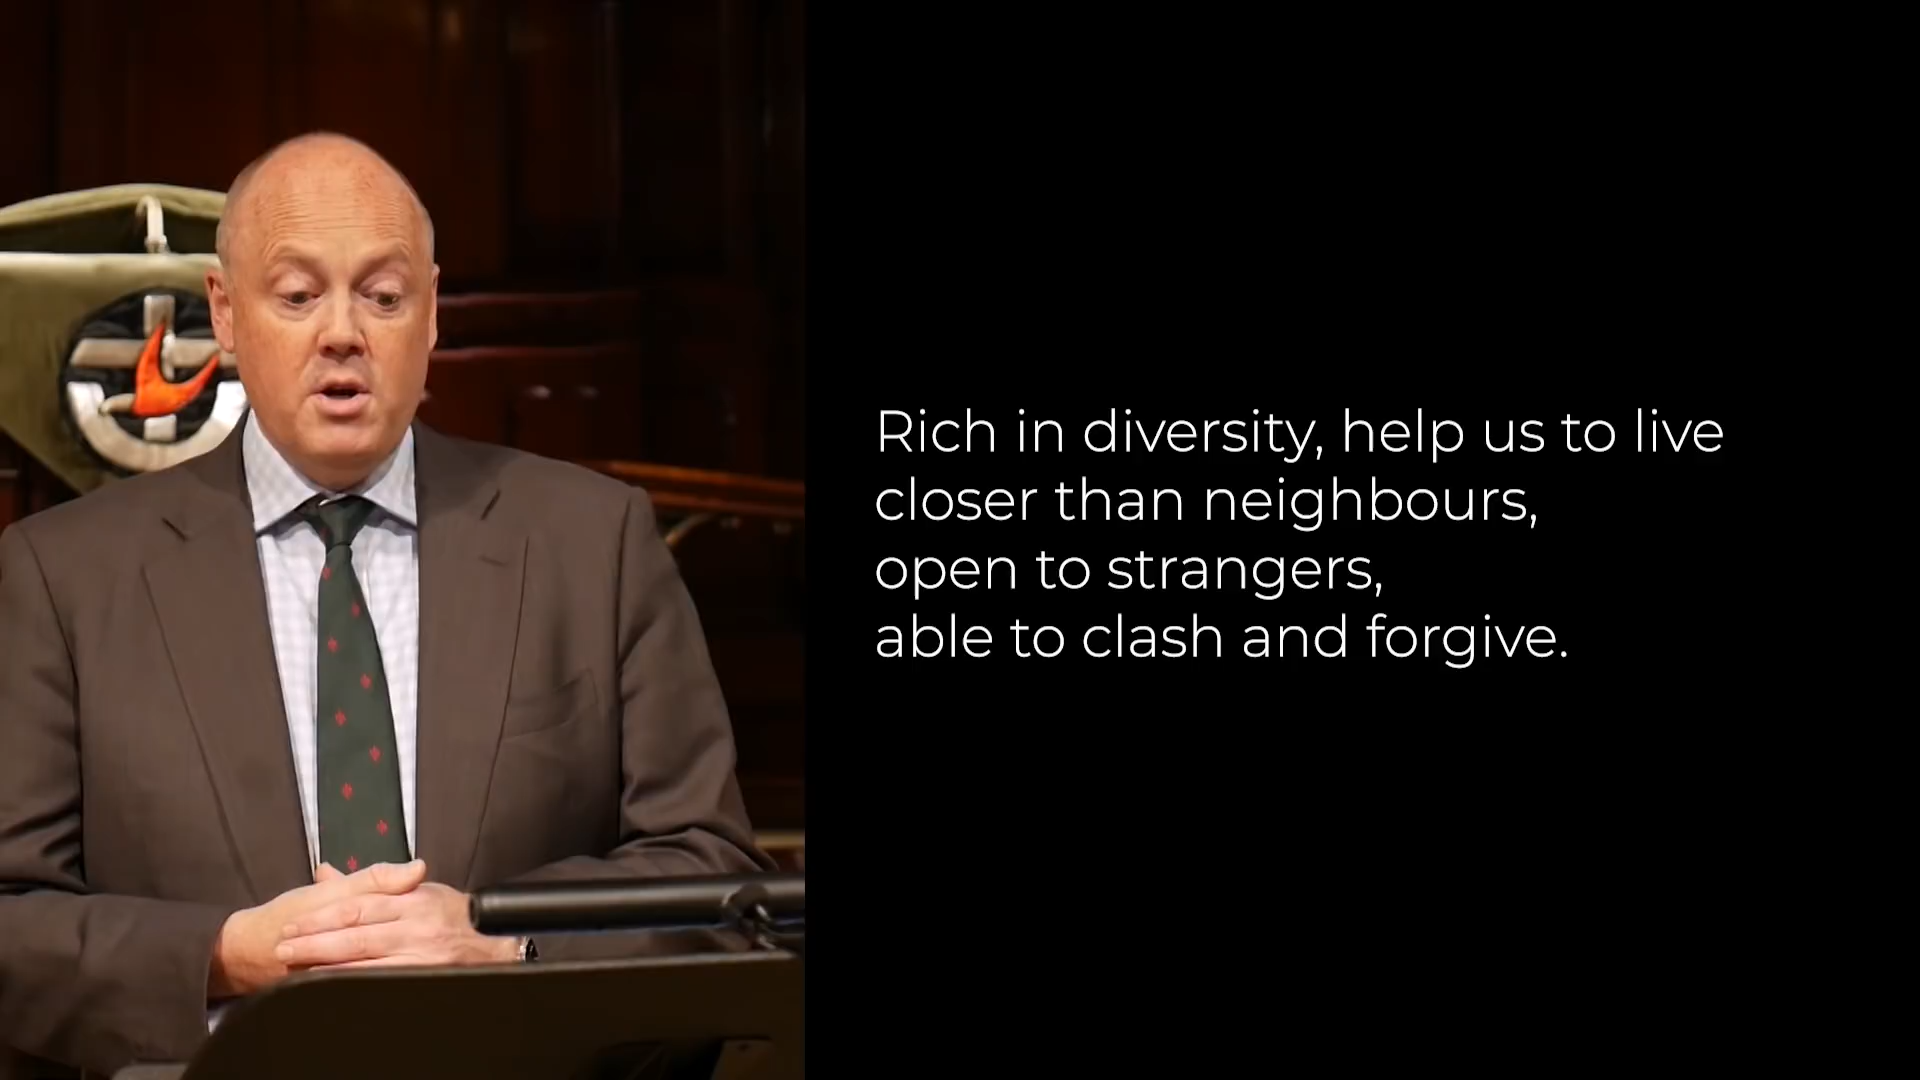 Rich in diversity, help us to live
closer than neighbours,
open to strangers,
able to clash and forgive.